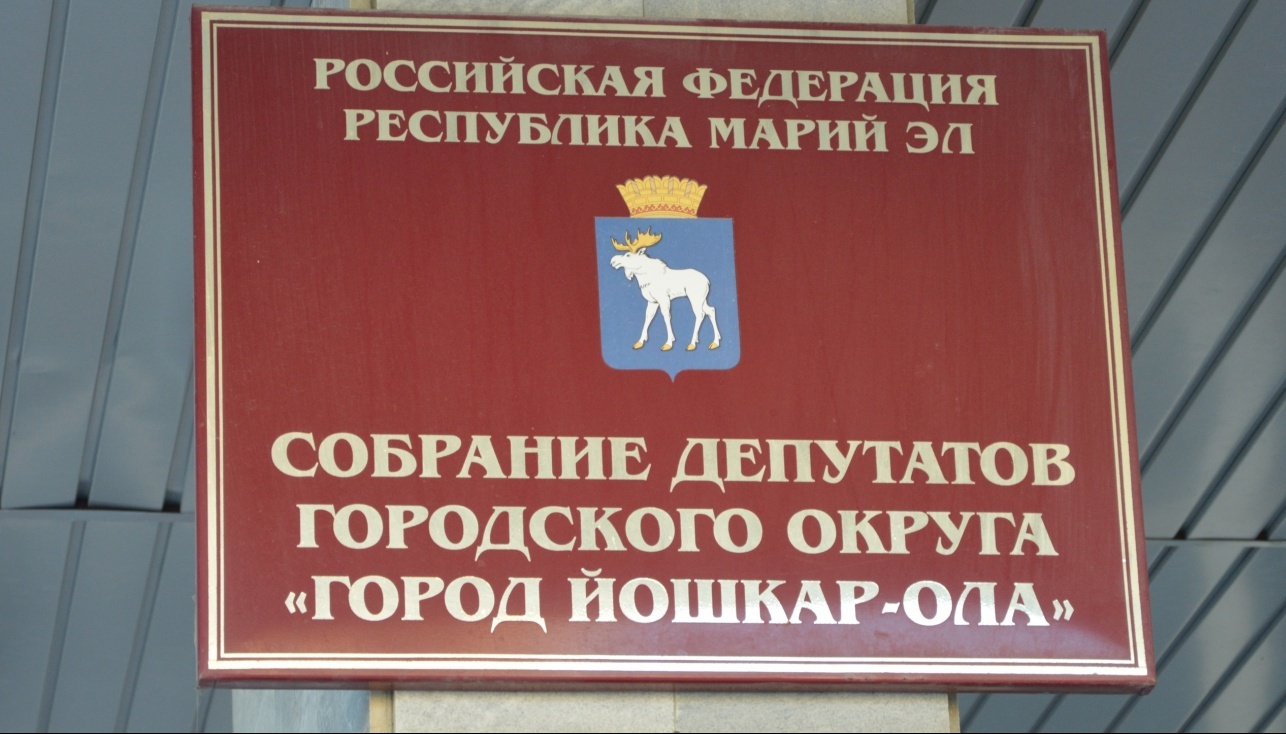 РОССИЙСКАЯ ФЕДЕРАЦИЯ
РЕСПУБЛИКА МАРИЙ ЭЛ
СОБРАНИЕ ДЕПУТАТОВ
ГОРОДСКОГО ОКРУГА
«ГОРОД ЙОШКАР-ОЛА»